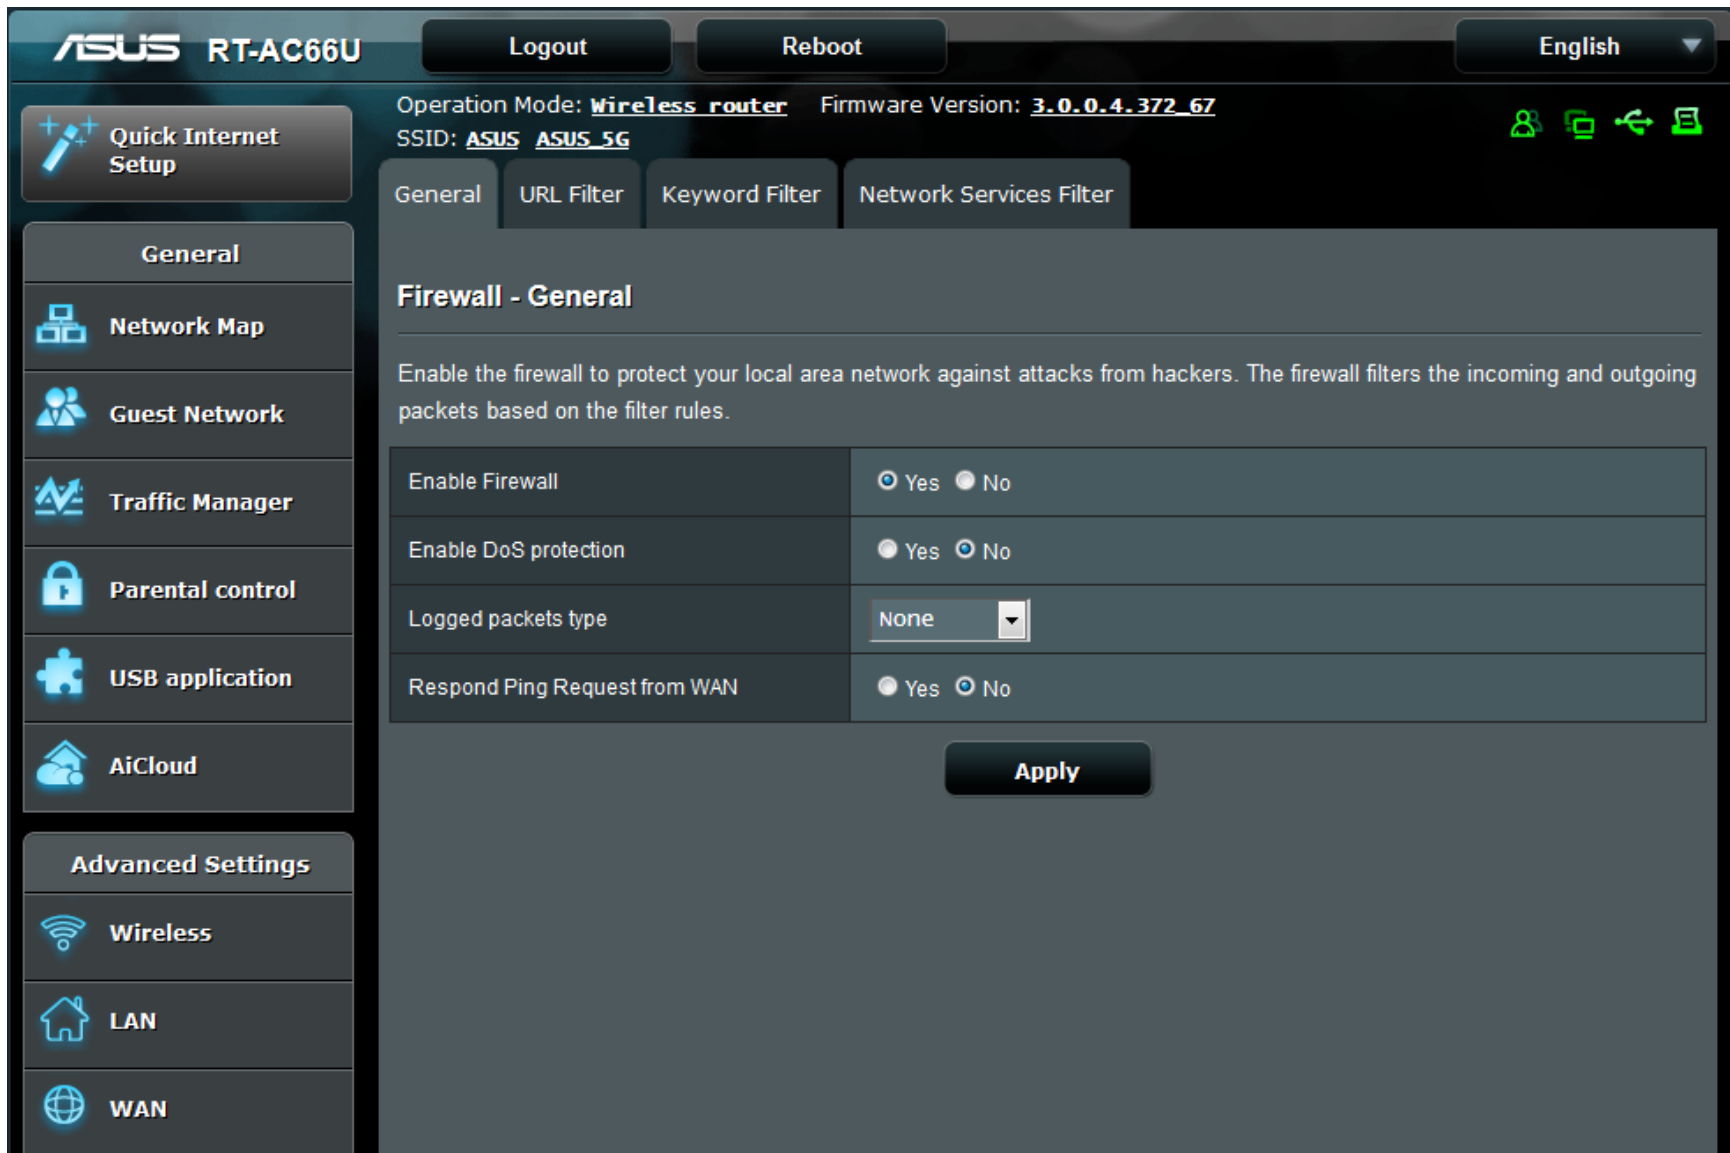 ASUS RT-AC66U
Logout
Reboot
English
Quick Internet
Setup
Operation Mode: Wireless router Firmware Version: 3.0.0.4.372_67
SSID: ASUS ASUS_5G
General
URL Filter
Keyword Filter
Network Services Filter
General
Network Map
Guest Network
Traffic Manager
Parental control
USB application
AiCloud
Advanced Settings
Wireless
LAN
WAN
Firewall - General
Enable the firewall to protect your local area network against attacks from hackers. The firewall filters the incoming and outgoing
packets based on the filter rules.
Enable Firewall Yes No
Enable DoS protection Yes No
Logged packets type None
Respond Ping Request from WAN Yes No
Apply